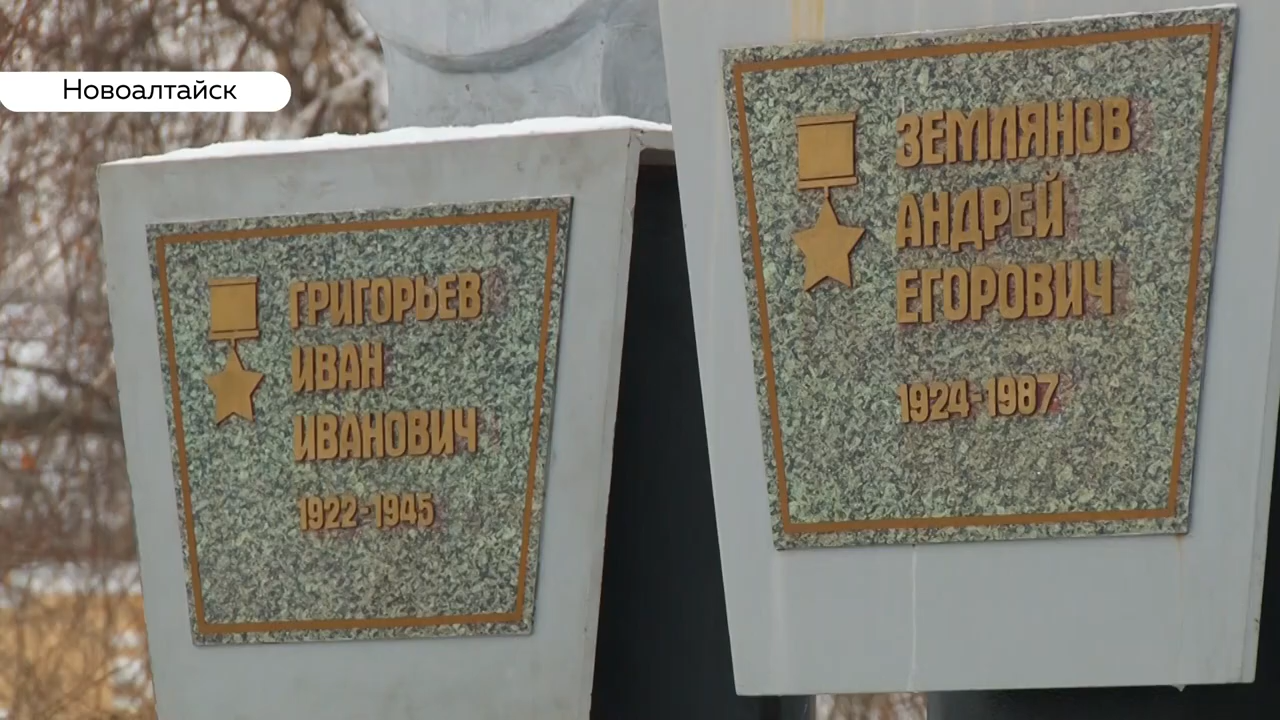 Новоалтайск
ГРИГОРЬЕВ
ИВАН
ИВАНОВИЧ
1922-1945
ЗЕМЛЯНОВ
АНДРЕЙ
ЕГОРОВИЧ
1924-1987